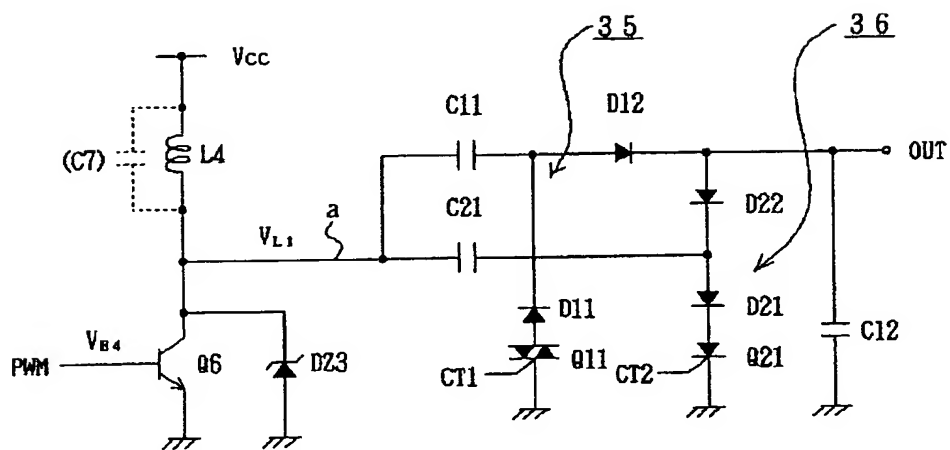 35
36
Vcc
C11
D12
(C7)
L4
OUT
C21
D22
a
VL1
D11
D21
C12
VB4
PWM
Q6
DZ3
CT1
Q11
CT2
Q21